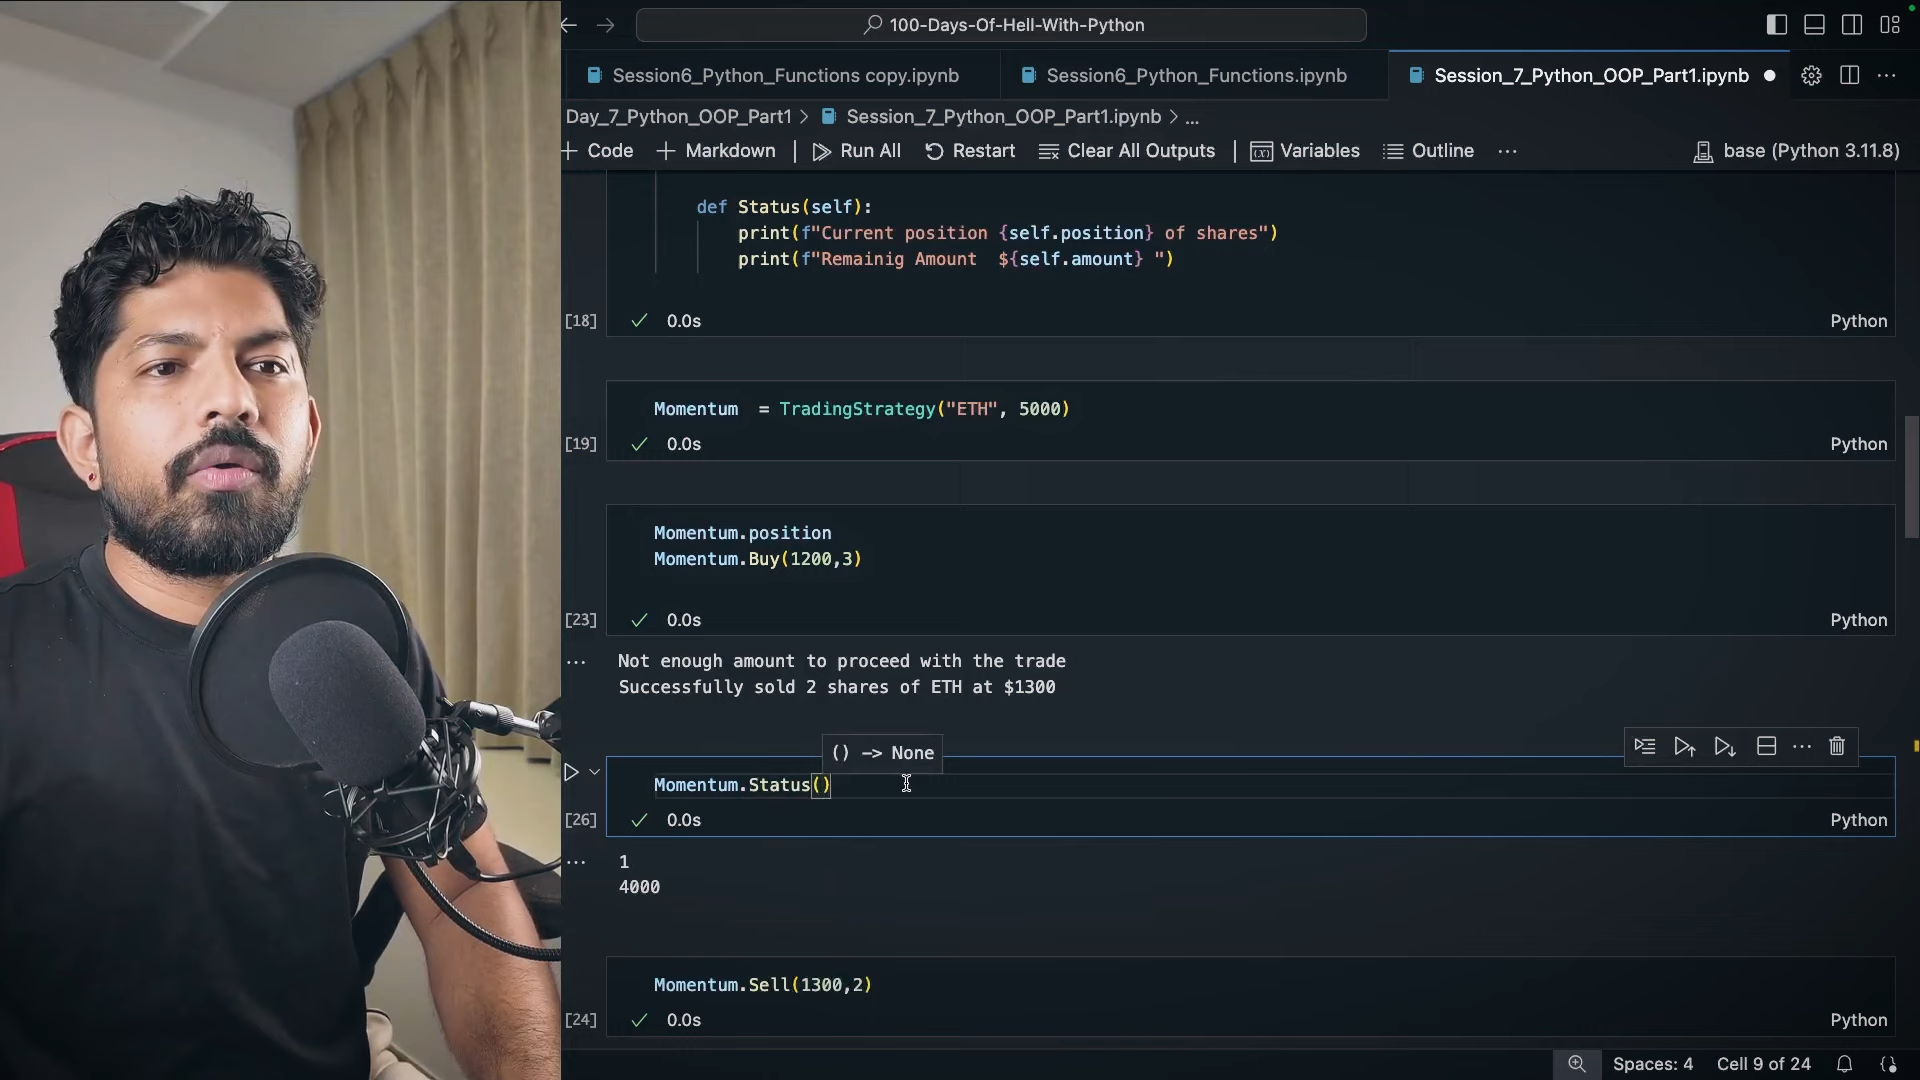 100-Days-Of-Hell-With-Python
Session6_Python_Functions copy.ipynb
Session6_Python_Functions.ipynb
Session_7_Python_OOP_Part1.ipynb
Day_7_Python_OOP_Part1 > Session_7_Python_OOP_Part1.ipynb > ...
+ Code + Markdown | Run All Restart Clear All Outputs | Variables Outline ... base (Python 3.11.8)
def Status(self):
print(f"Current position {self.position} of shares")
print(f"Remainig Amount  ${self.amount} ")
[18] 0.0s Python
Momentum  = TradingStrategy("ETH", 5000)
[19] 0.0s Python
Momentum.position
Momentum.Buy(1200,3)
[23] 0.0s Python
Not enough amount to proceed with the trade
Successfully sold 2 shares of ETH at $1300
() -> None
Momentum.Status()
[26] 0.0s Python
1
4000
Momentum.Sell(1300,2)
[24] 0.0s Python
Spaces: 4 Cell 9 of 24